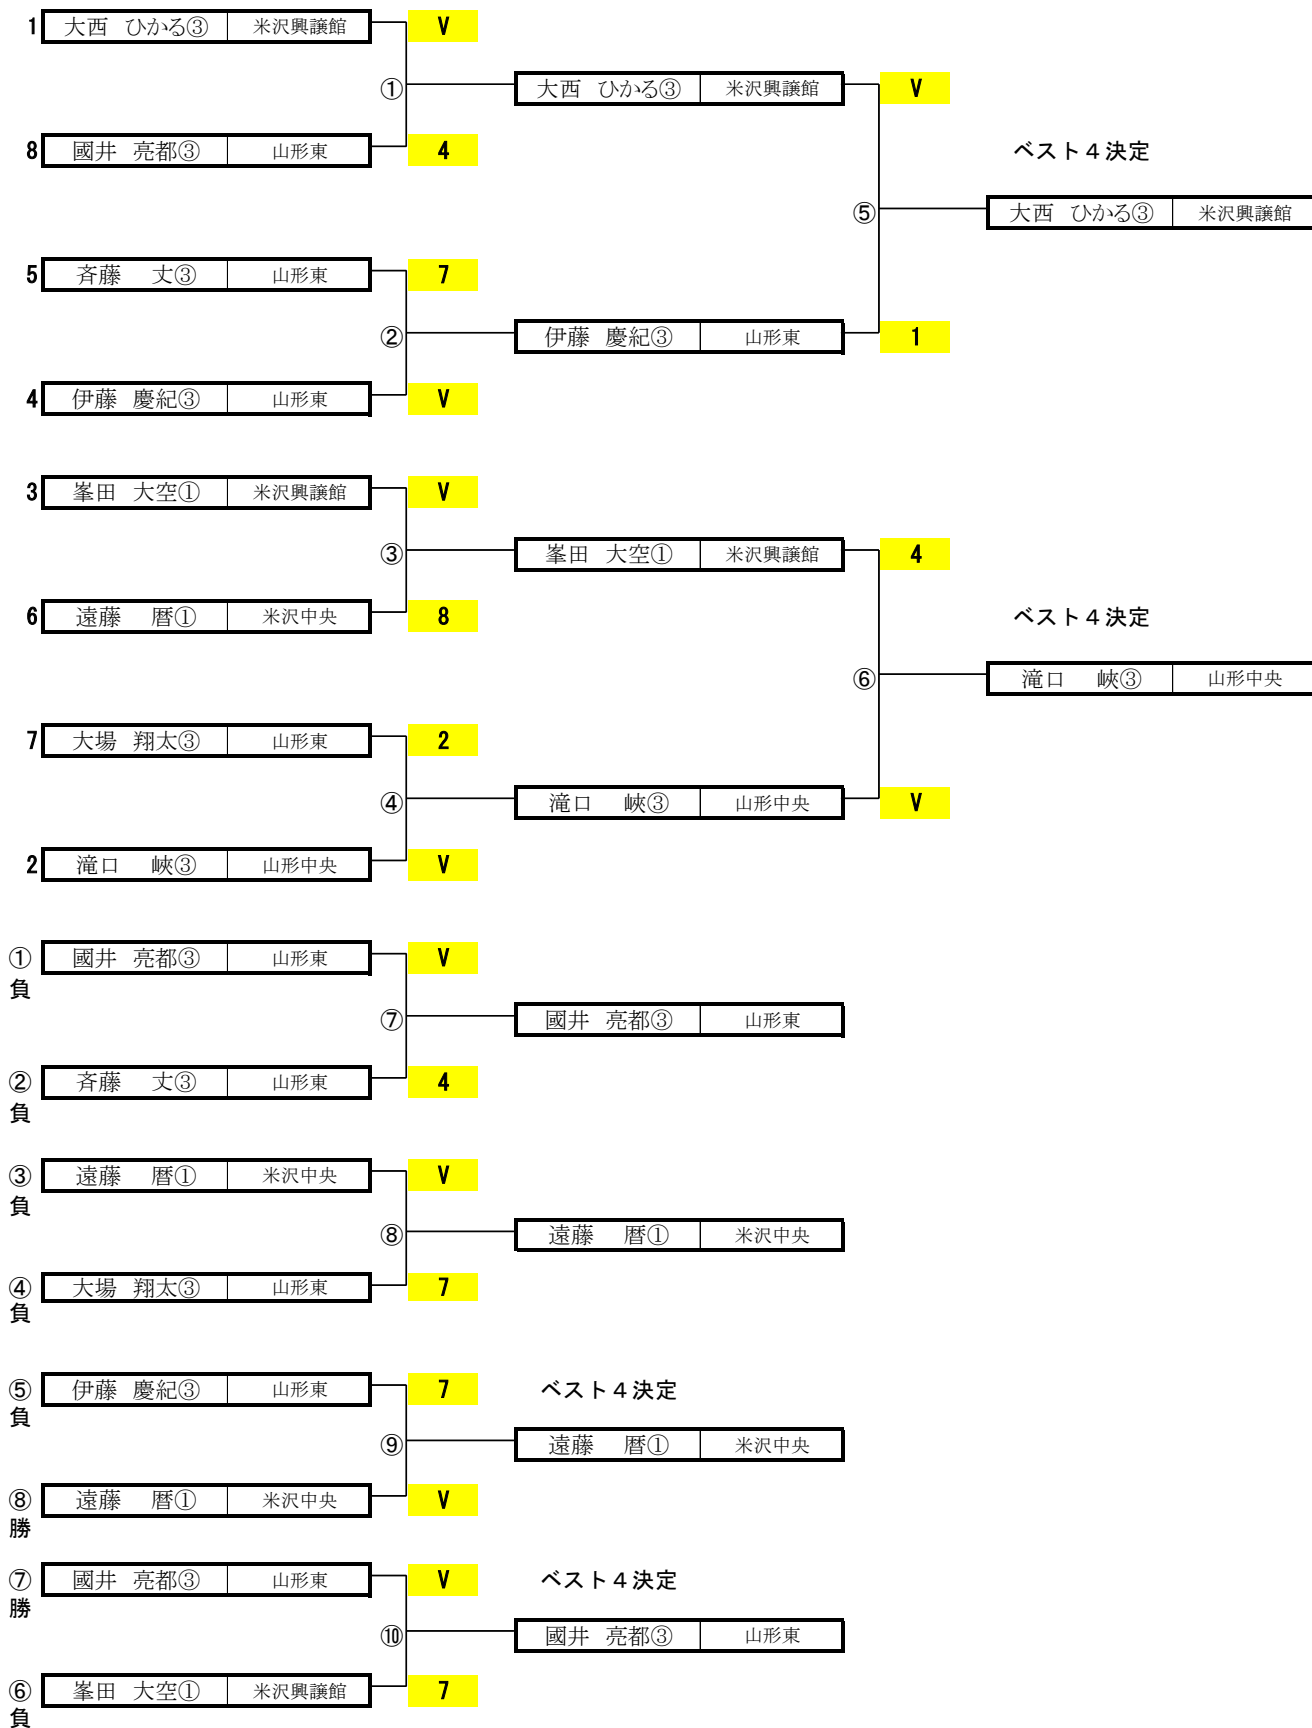 1 大西 ひかる③ 米沢興譲館 V
① 大西 ひかる③ 米沢興譲館 V
8 國井 亮都③ 山形東 4 ベスト４決定
⑤ 大西 ひかる③ 米沢興譲館
5 斉藤 丈③ 山形東 7
② 伊藤 慶紀③ 山形東 1
4 伊藤 慶紀③ 山形東 V
3 峯田 大空① 米沢興譲館 V
③ 峯田 大空① 米沢興譲館 4
6 遠藤 暦① 米沢中央 8 ベスト４決定
⑥ 滝口 峽③ 山形中央
7 大場 翔太③ 山形東 2
④ 滝口 峽③ 山形中央 V
2 滝口 峽③ 山形中央 V
①負 國井 亮都③ 山形東 V
⑦ 國井 亮都③ 山形東
②負 斉藤 丈③ 山形東 4
③負 遠藤 暦① 米沢中央 V
⑧ 遠藤 暦① 米沢中央
④負 大場 翔太③ 山形東 7
⑤負 伊藤 慶紀③ 山形東 7 ベスト４決定
⑨ 遠藤 暦① 米沢中央
⑧勝 遠藤 暦① 米沢中央 V
⑦勝 國井 亮都③ 山形東 V ベスト４決定
⑩ 國井 亮都③ 山形東
⑥負 峯田 大空① 米沢興譲館 7